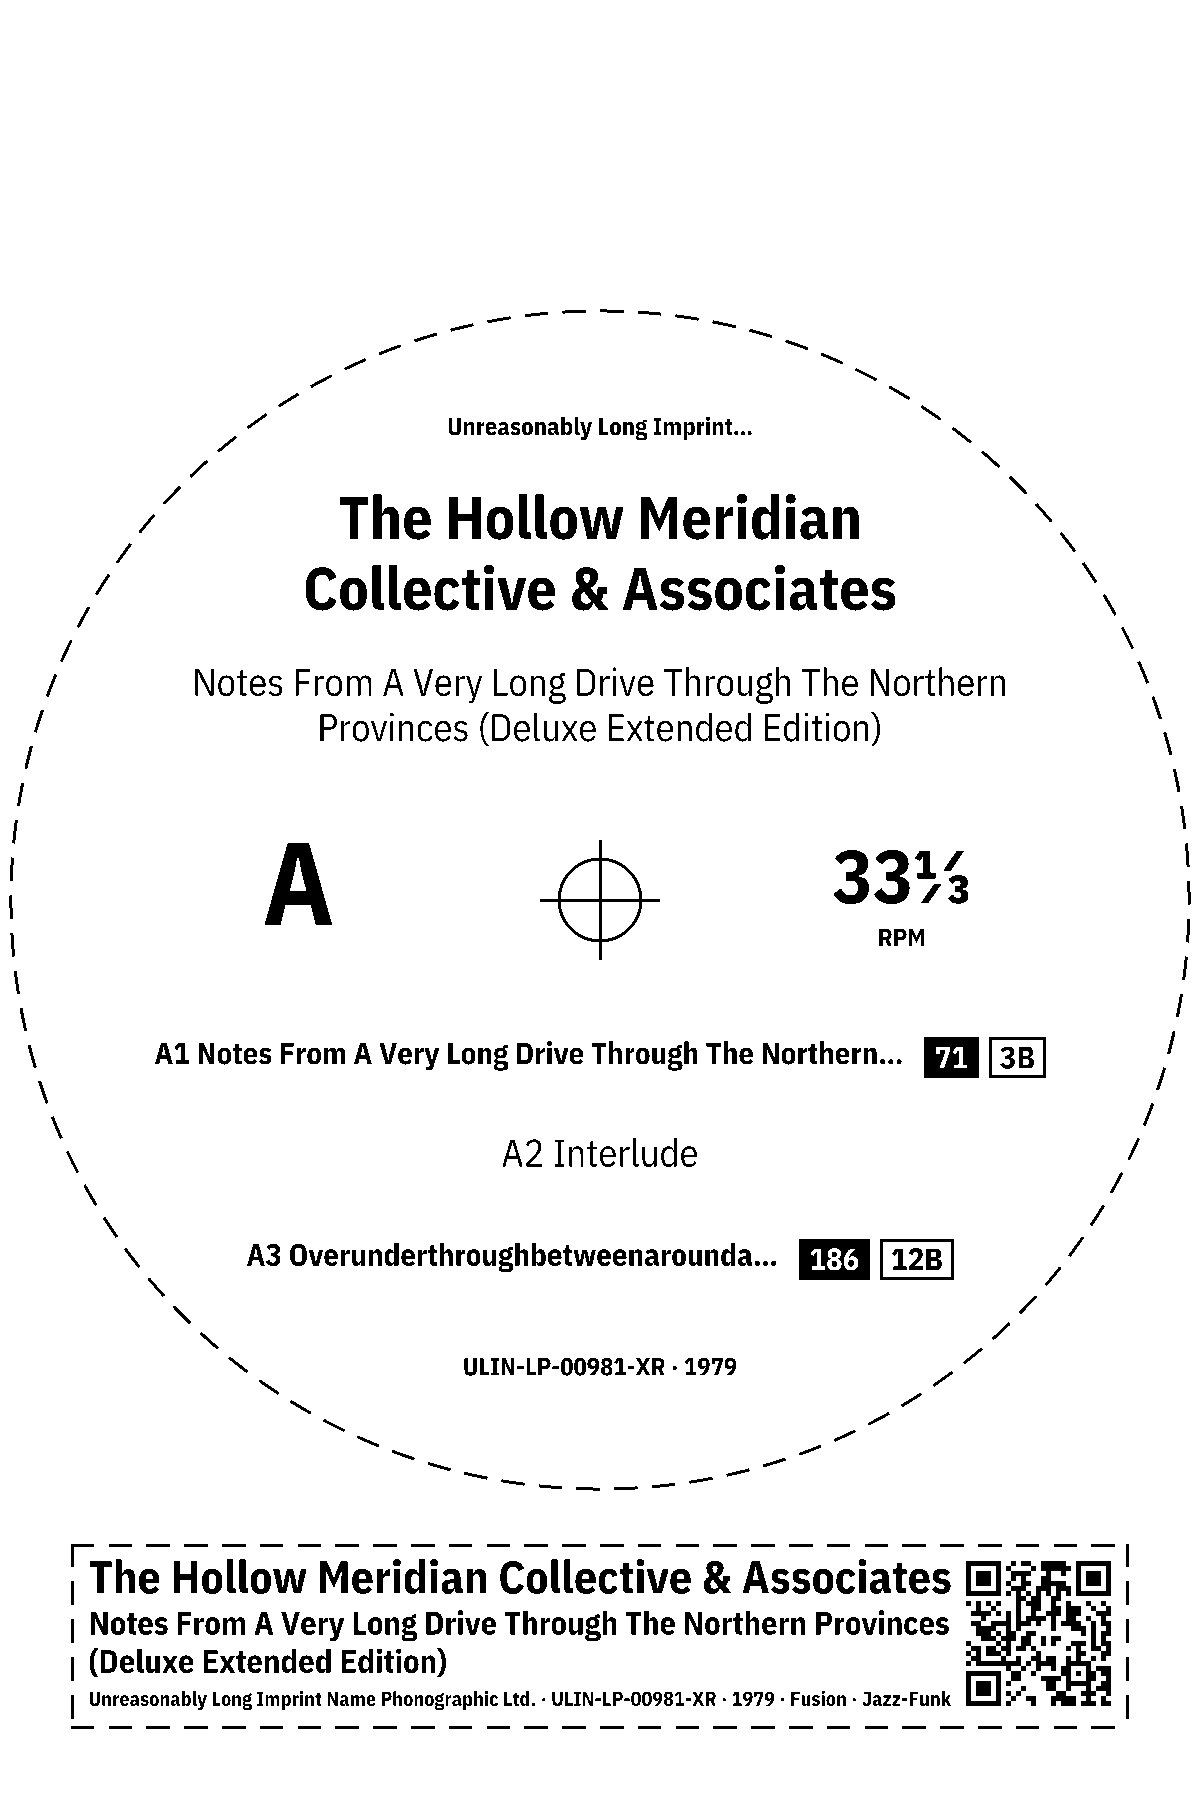 Unreasonably Long Imprint...
The Hollow Meridian
Collective & Associates
Notes From A Very Long Drive Through The Northern
Provinces (Deluxe Extended Edition)
A
33⅓
RPM
A1 Notes From A Very Long Drive Through The Northern... 71 3B
A2 Interlude
A3 Overunderthroughbetweenarounda... 186 12B
ULIN-LP-00981-XR · 1979
The Hollow Meridian Collective & Associates
Notes From A Very Long Drive Through The Northern Provinces
(Deluxe Extended Edition)
Unreasonably Long Imprint Name Phonographic Ltd. · ULIN-LP-00981-XR · 1979 · Fusion · Jazz-Funk